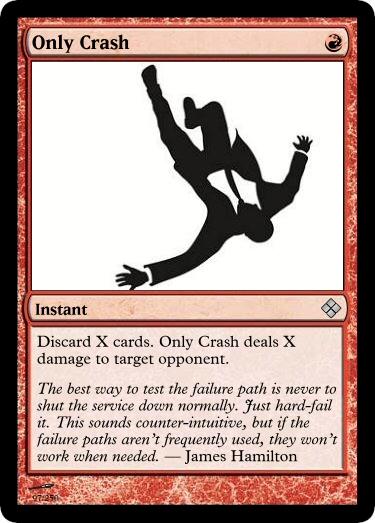 Only Crash
Instant
Discard X cards. Only Crash deals X
damage to target opponent.
The best way to test the failure path is never to
shut the service down normally. Just hard-fail
it. This sounds counter-intuitive, but if the
failure paths aren't frequently used, they won't
work when needed. — James Hamilton
97/250